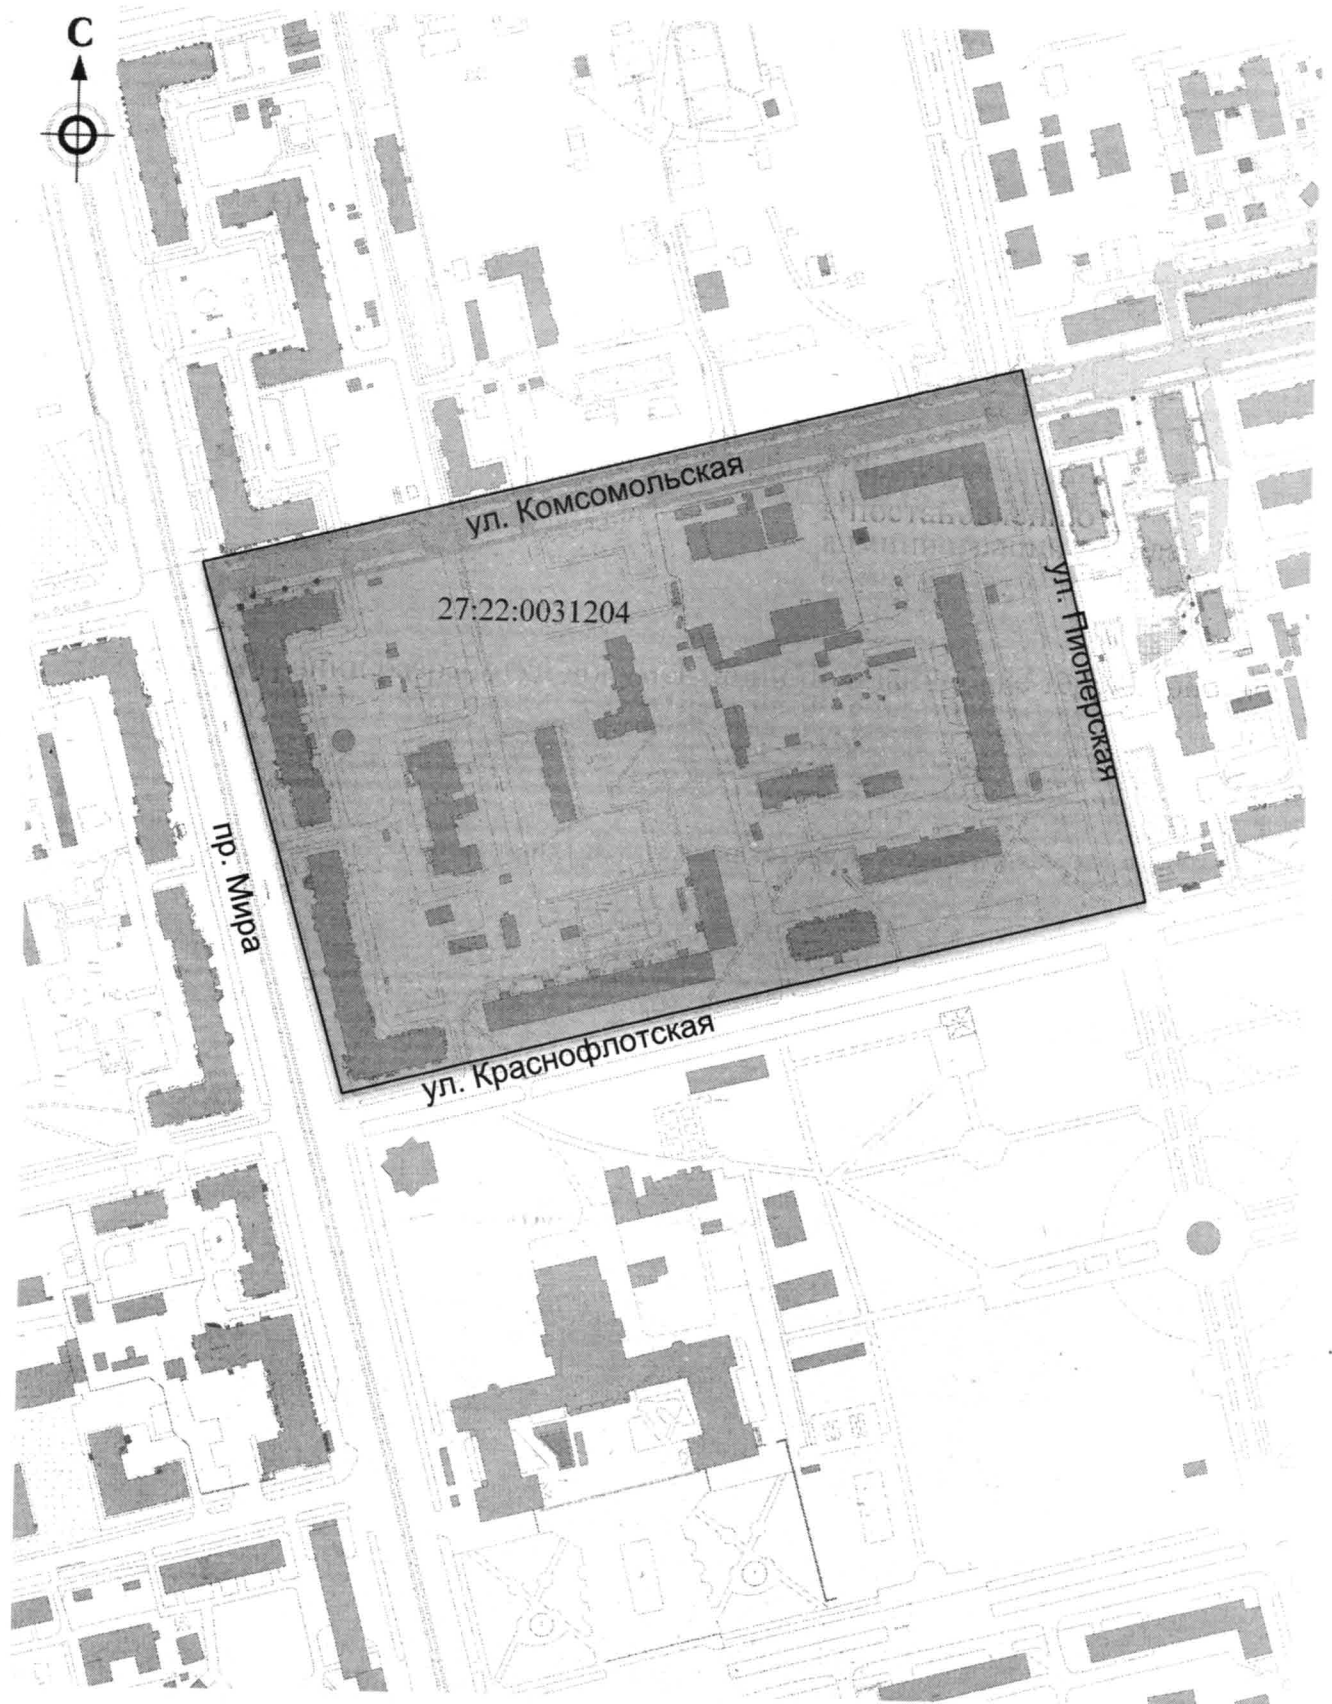 С
ул. Комсомольская
27:22:0031204
ул. Пионерская
пр. Мира
ул. Краснофлотская